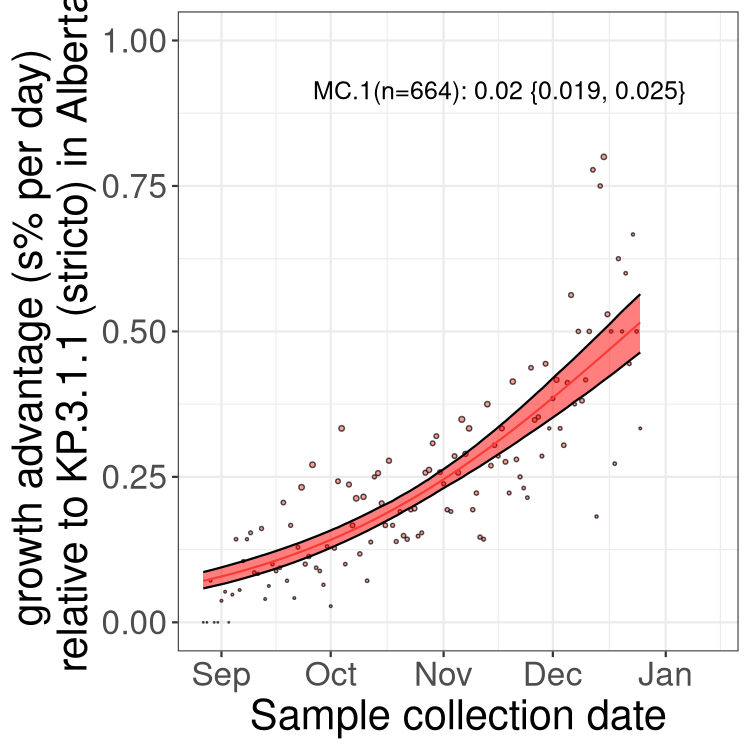 growth advantage (s% per day)
relative to KP.3.1.1 (stricto) in Alberta
1.00
0.75
0.50
0.25
0.00
MC.1(n=664): 0.02 {0.019, 0.025}
Sep Oct Nov Dec Jan
Sample collection date